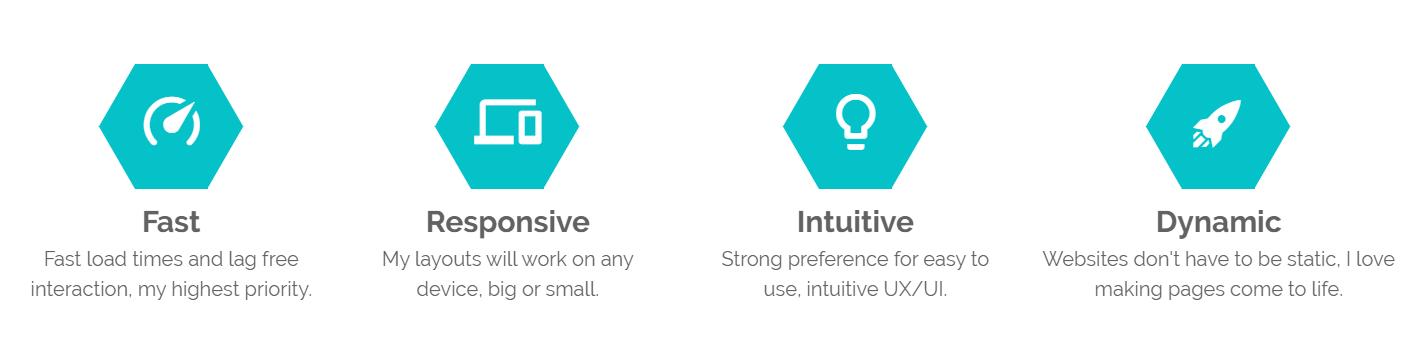 Fast
Fast load times and lag free
interaction, my highest priority.
Responsive
My layouts will work on any
device, big or small.
Intuitive
Strong preference for easy to
use, intuitive UX/UI.
Dynamic
Websites don't have to be static, I love
making pages come to life.